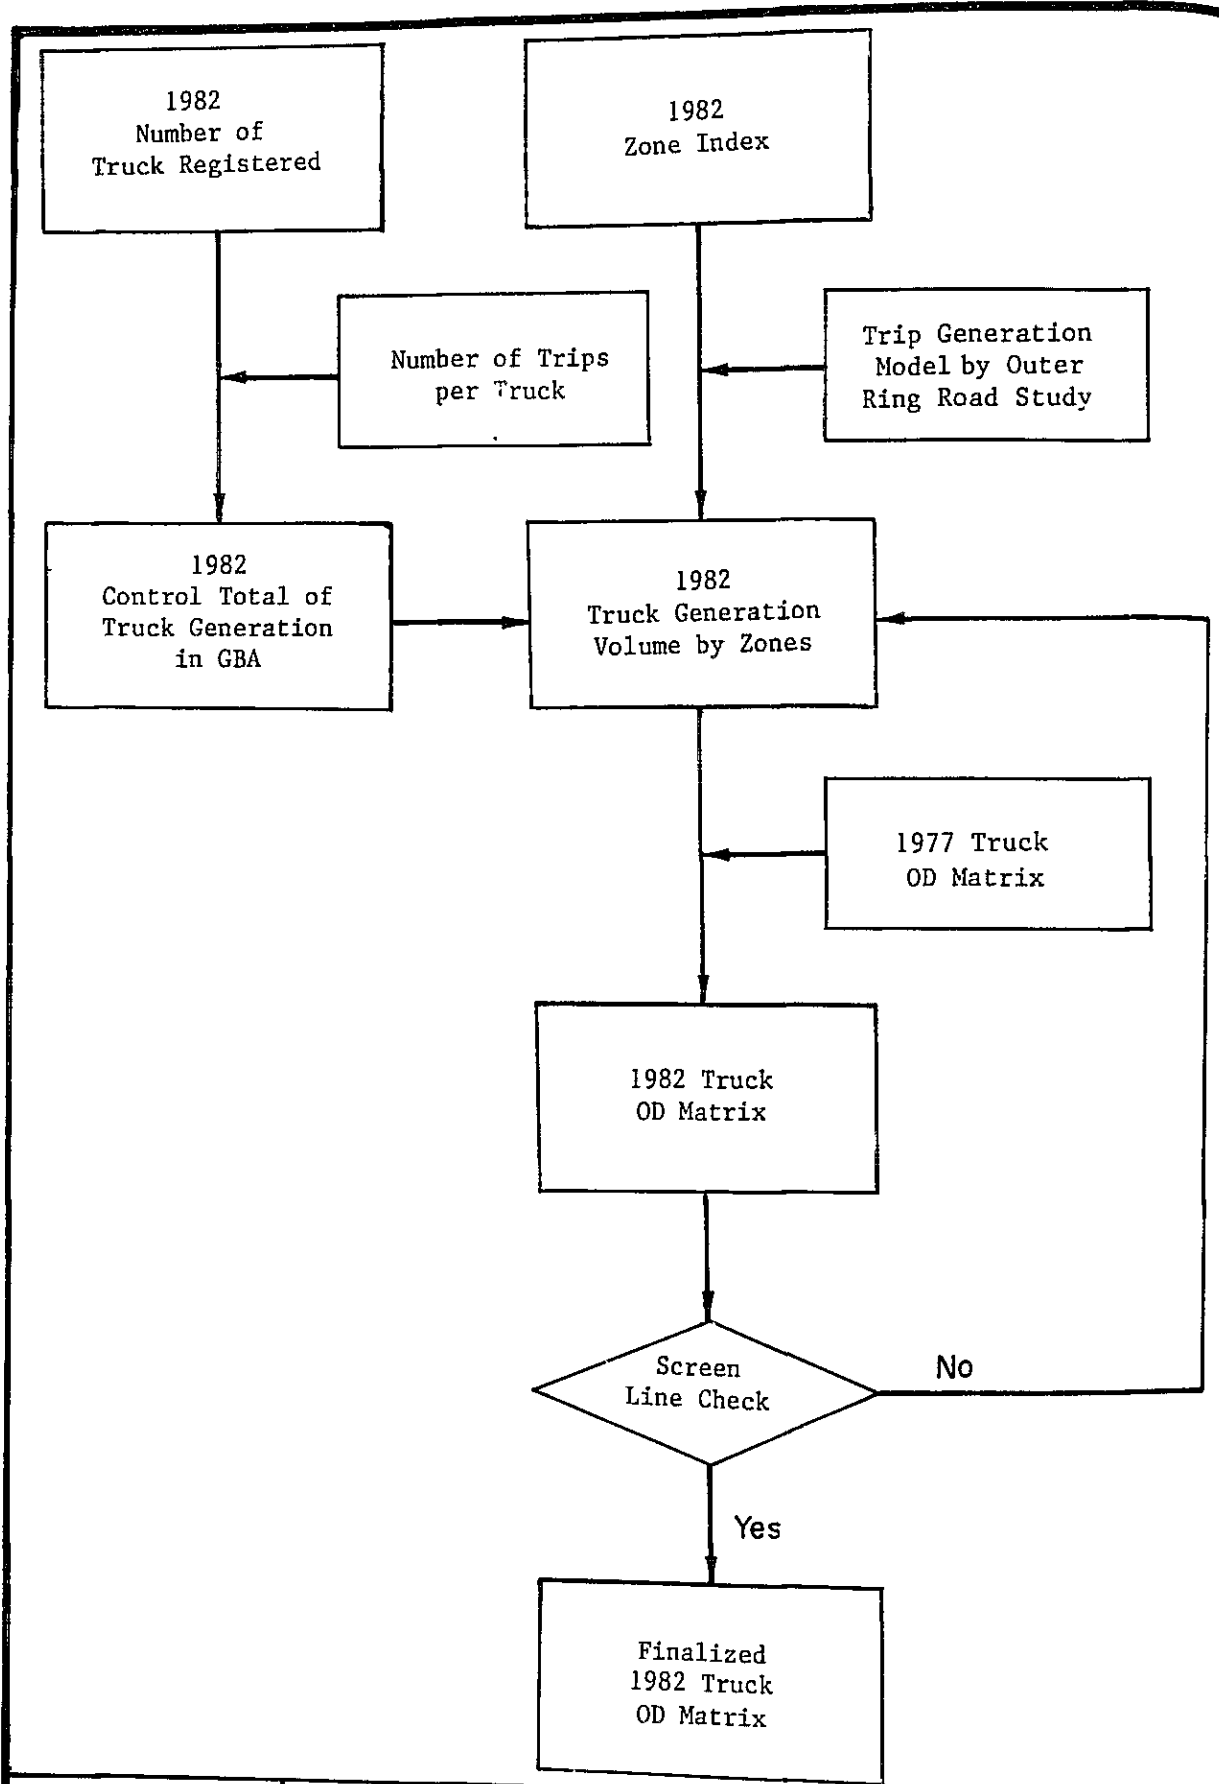 1982
Number of
Truck Registered
1982
Zone Index
Number of Trips
per Truck
Trip Generation
Model by Outer
Ring Road Study
1982
Control Total of
Truck Generation
in GBA
1982
Truck Generation
Volume by Zones
1977 Truck
OD Matrix
1982 Truck
OD Matrix
Screen
Line Check
No
Yes
Finalized
1982 Truck
OD Matrix